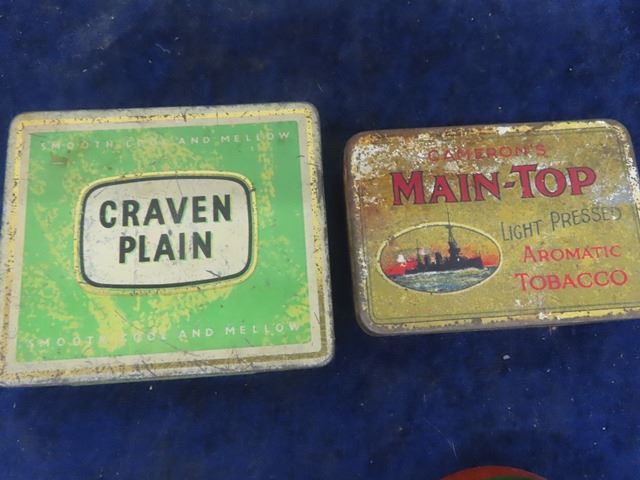 SMOOTH COOL AND MELLOW
CRAVEN
PLAIN
SMOOTH COOL AND MELLOW
CAMERON'S
MAIN-TOP
LIGHT PRESSED
AROMATIC
TOBACCO